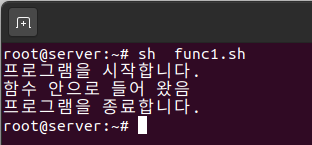 root@server:~# sh  func1.sh
프로그램을 시작합니다.
함수 안으로 들어 왔음
프로그램을 종료합니다.
root@server:~#